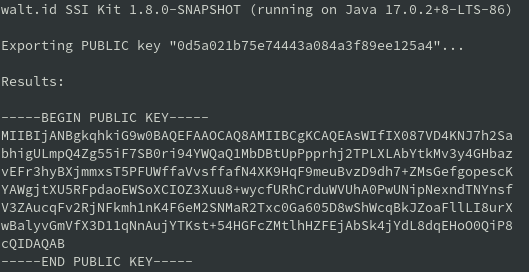 walt.id SSI Kit 1.8.0-SNAPSHOT (running on Java 17.0.2+8-LTS-86)
Exporting PUBLIC key "0d5a021b75e74443a084a3f89ee125a4"...
Results:
-----BEGIN PUBLIC KEY-----
MIIBIjANBgkqhkiG9w0BAQEFAAOCAQ8AMIIBCgKCAQEAsWIfIX087VD4KNJ7h2Sa
bhigULmpQ4Zg55iF7SB0ri94YWQaQ1MbDBtUpPpprhj2TPLXLAbYtkMv3y4GHbaz
vEFr3hyBXjmmxsT5PFUWffaVvsffafN4XK9HqF9meuBvzD9dh7+ZMsGefgopescK
YAWgjtXU5RFpdaoEWSoXCIOZ3Xuu8+wycfURhCrduWVUhA0PwUNipNexndTNYnsf
V3ZAucqFv2RjNFkmh1nK4F6eM2SNMaR2Txc0Ga605D8wShWcqBkJZoaFllLI8urX
wBalyvGmVfX3D11qNnAujYTKst+54HGFcZMtlhHZFEjAbSk4jYdL8dqEHoO0QiP8
cQIDAQAB
-----END PUBLIC KEY-----